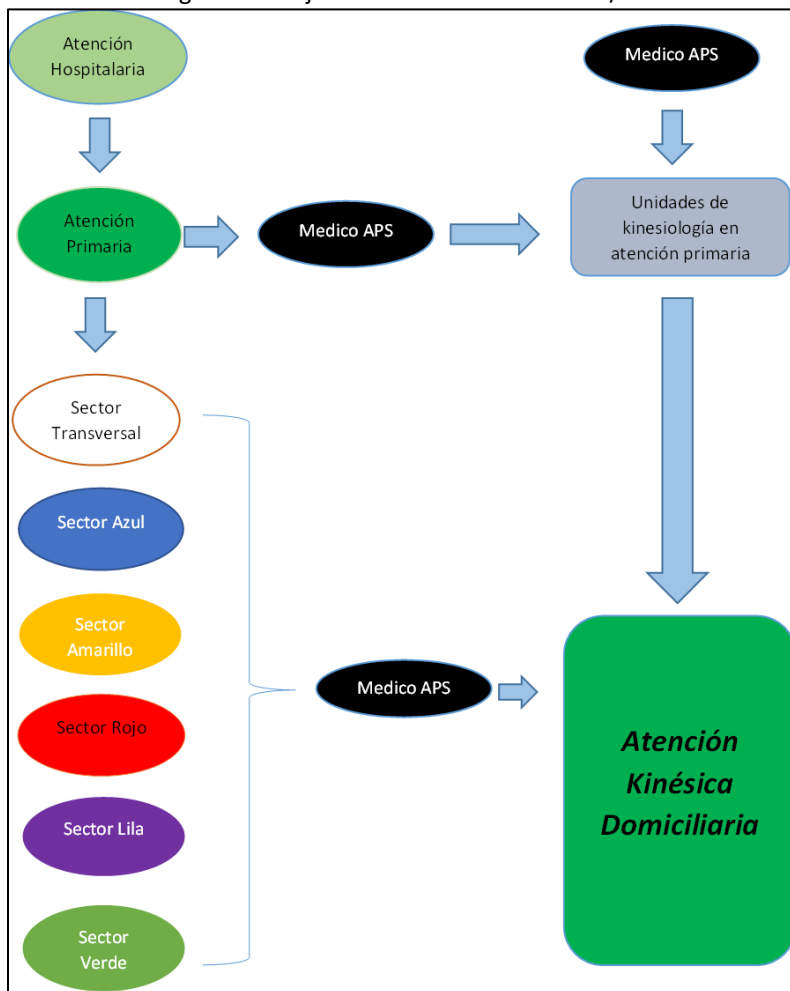 Atención
Hospitalaria
Medico APS
Atención
Primaria
Medico APS
Unidades de
kinesiología en
atención primaria
Sector
Transversal
Sector Azul
Sector
Amarillo
Sector Rojo
Sector Lila
Sector
Verde
Medico APS
Atención
Kinésica
Domiciliaria